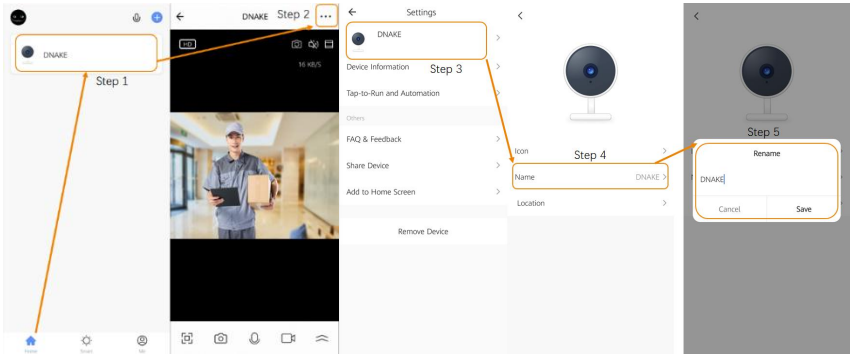 DNAKE
Step 1
Home
Smart
Me
DNAKE
Step 2
HD
16 KB/S
Settings
DNAKE
Device Information
Step 3
Tap-to-Run and Automation
Others
FAQ & Feedback
Share Device
Add to Home Screen
Remove Device
Icon
Step 4
Name
DNAKE
Location
Step 5
Rename
DNAKE
Cancel
Save